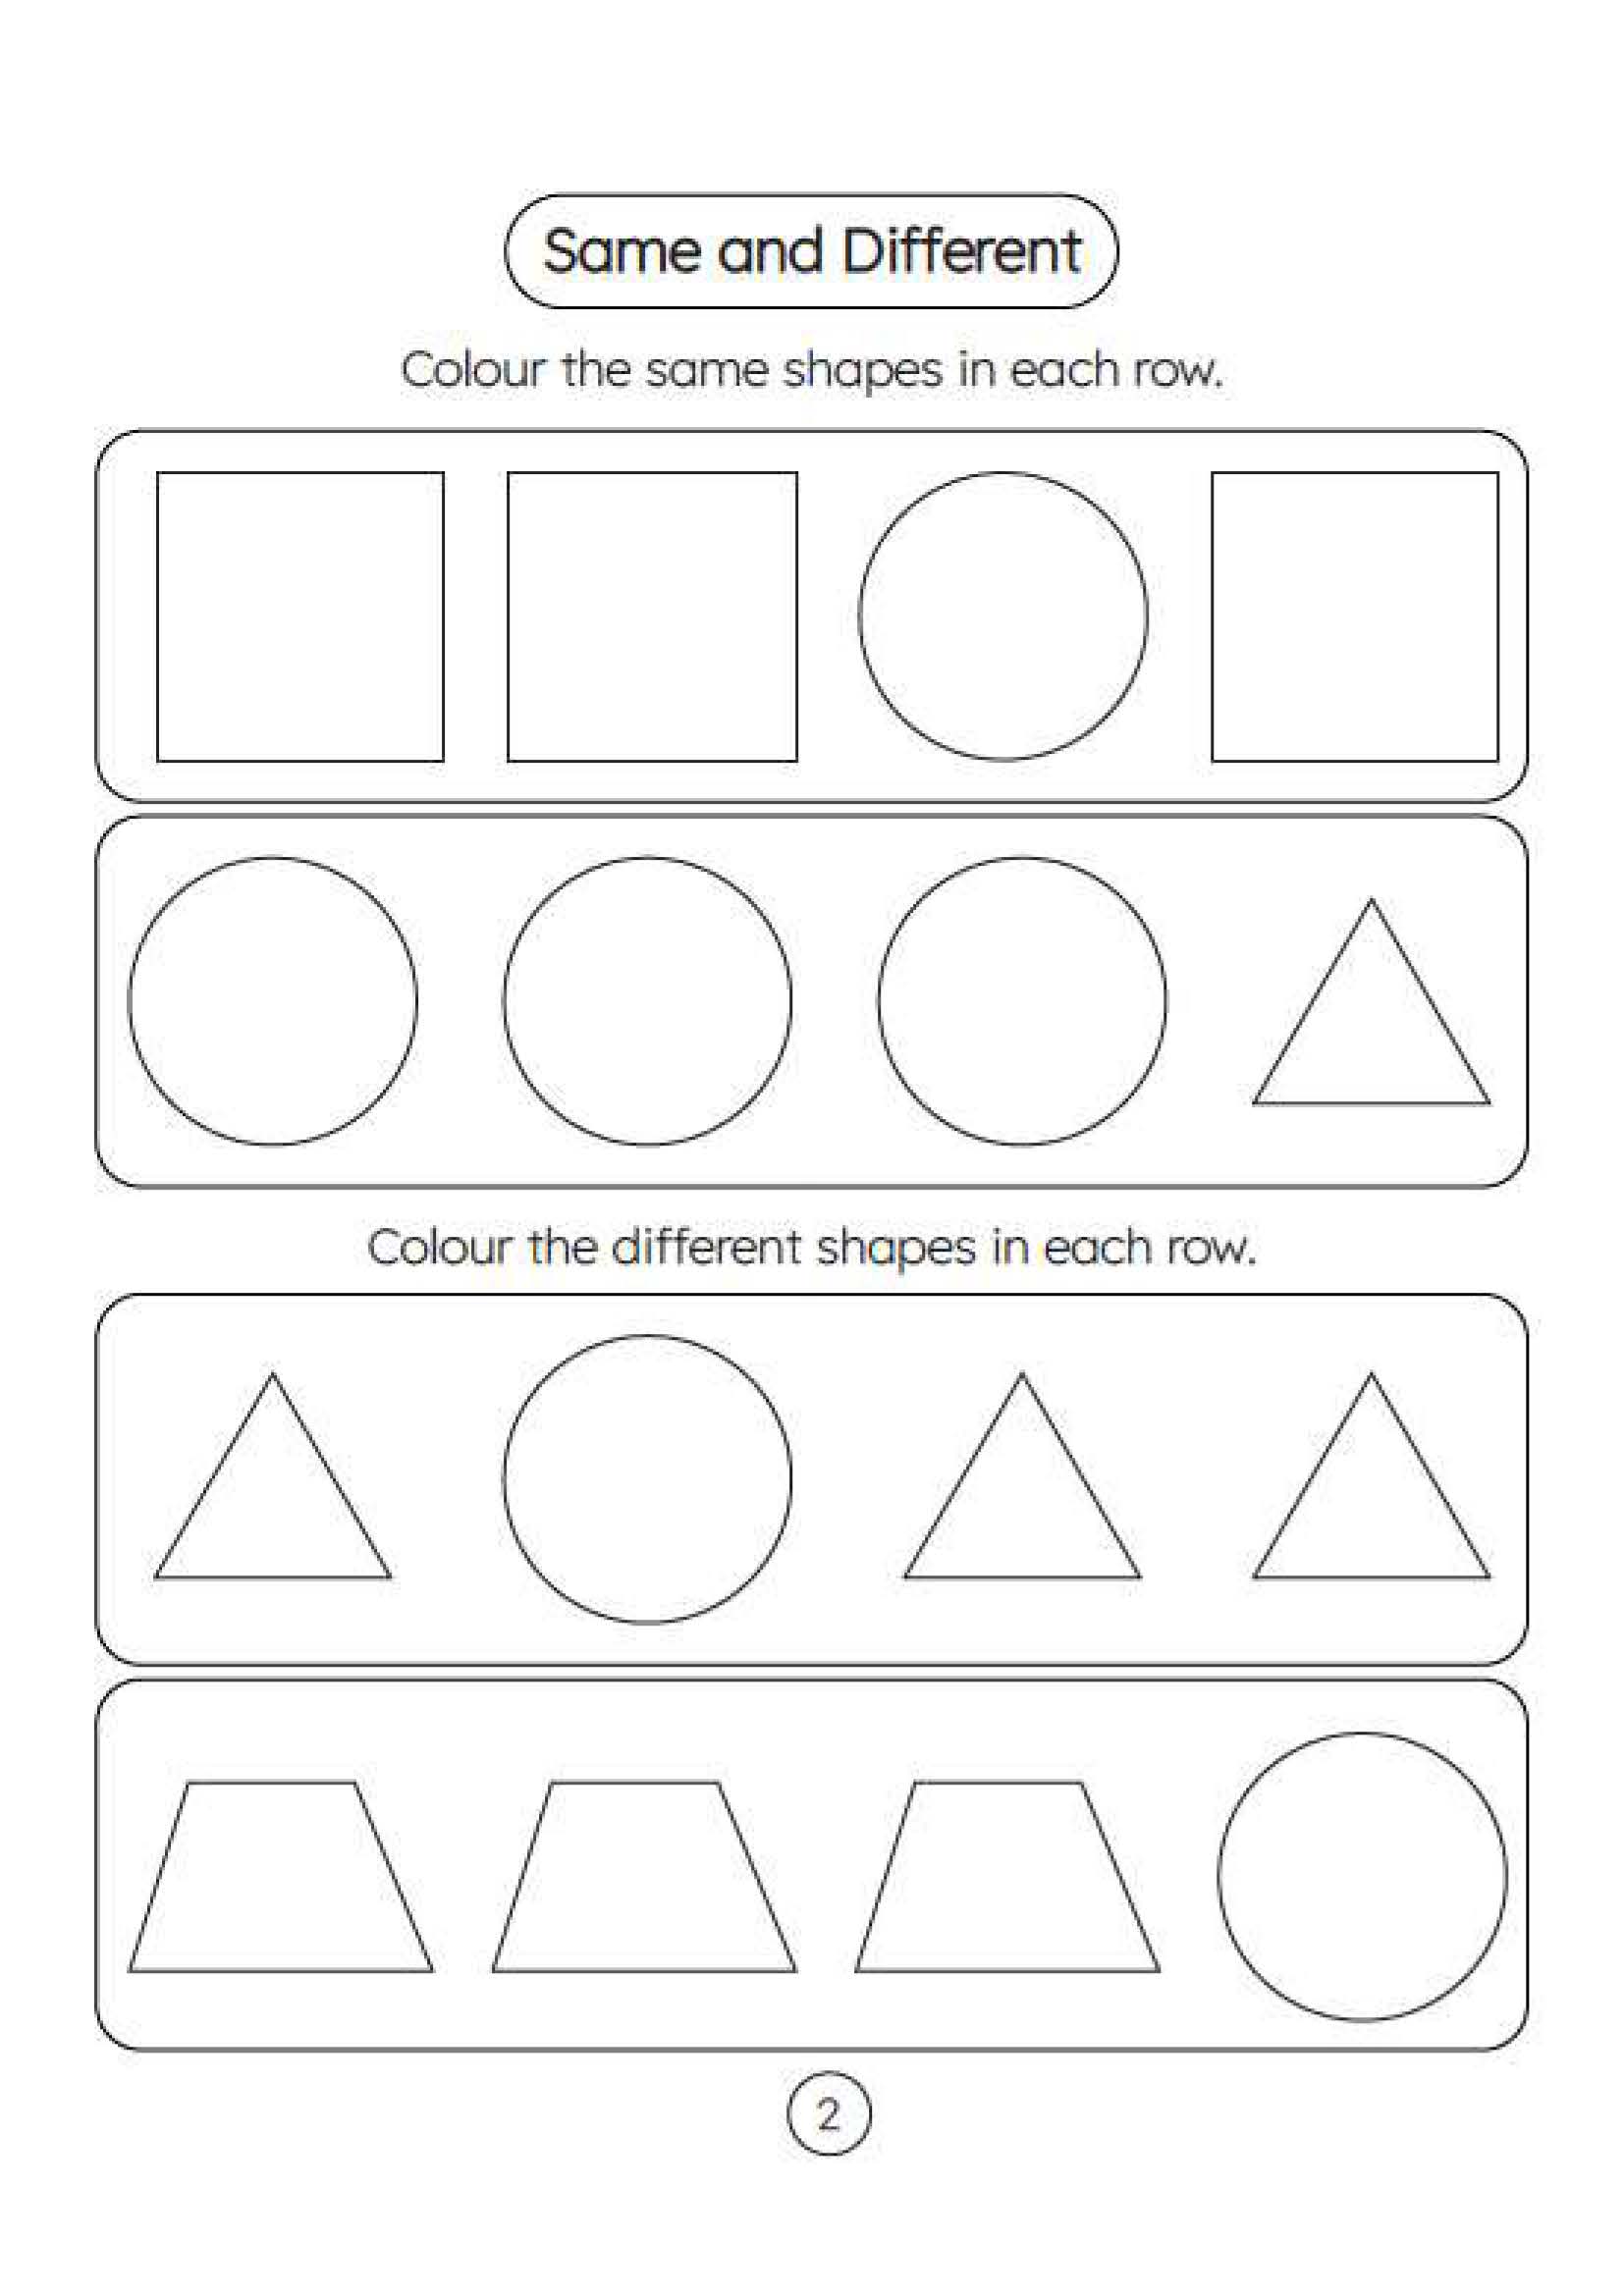 Same and Different
Colour the same shapes in each row.
Colour the different shapes in each row.
2